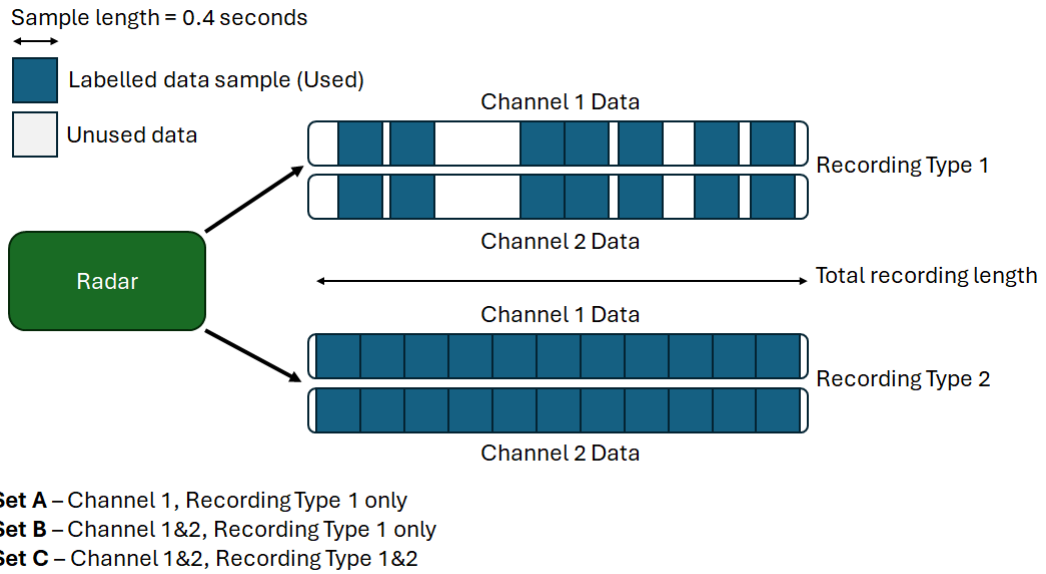 Sample length = 0.4 seconds
Labelled data sample (Used)
Unused data
Channel 1 Data
Recording Type 1
Channel 2 Data
Radar
Total recording length
Channel 1 Data
Recording Type 2
Channel 2 Data
Set A – Channel 1, Recording Type 1 only
Set B – Channel 1&2, Recording Type 1 only
Set C – Channel 1&2, Recording Type 1&2